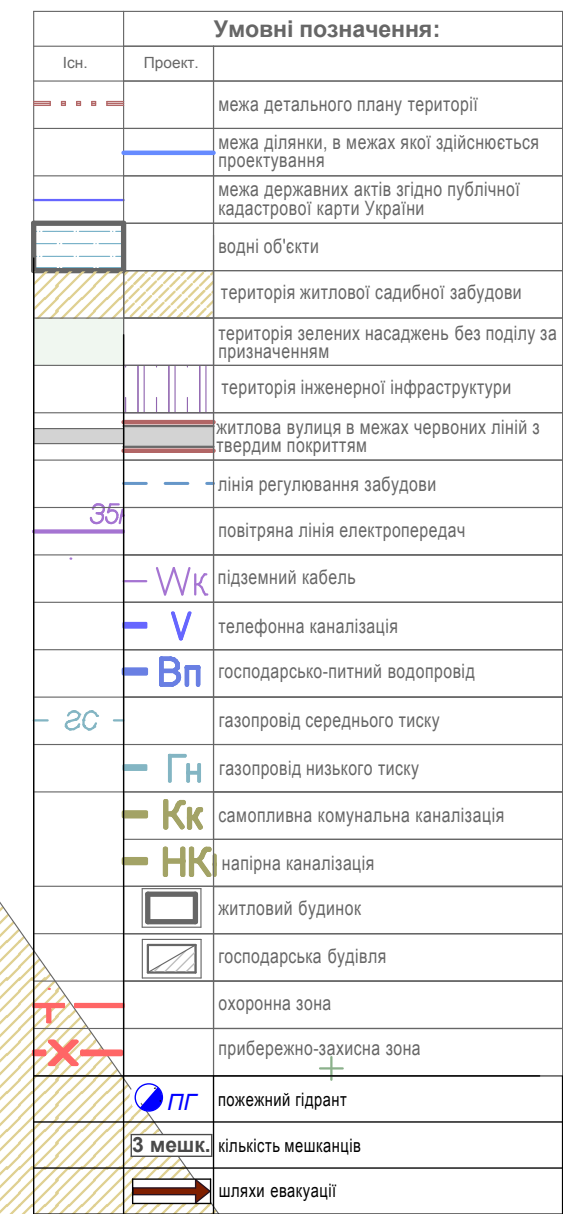 Умовні позначення:
Існ. Проект.
межа детального плану території
межа ділянки, в межах якої здійснюється
проектування
межа державних актів згідно публічної
кадастрової карти України
водні об'єкти
територія житлової садибної забудови
територія зелених насаджень без поділу за
призначенням
територія інженерної інфраструктури
житлова вулиця в межах червоних ліній з
твердим покриттям
лінія регулювання забудови
35
повітряна лінія електропередач
Wк підземний кабель
V телефонна каналізація
Вп господарсько-питний водопровід
гс газопровід середнього тиску
Гн газопровід низького тиску
Кк самопливна комунальна каналізація
НК напірна каналізація
житловий будинок
господарська будівля
охоронна зона
прибережно-захисна зона
ПГ пожежний гідрант
3 мешк. кількість мешканців
шляхи евакуації